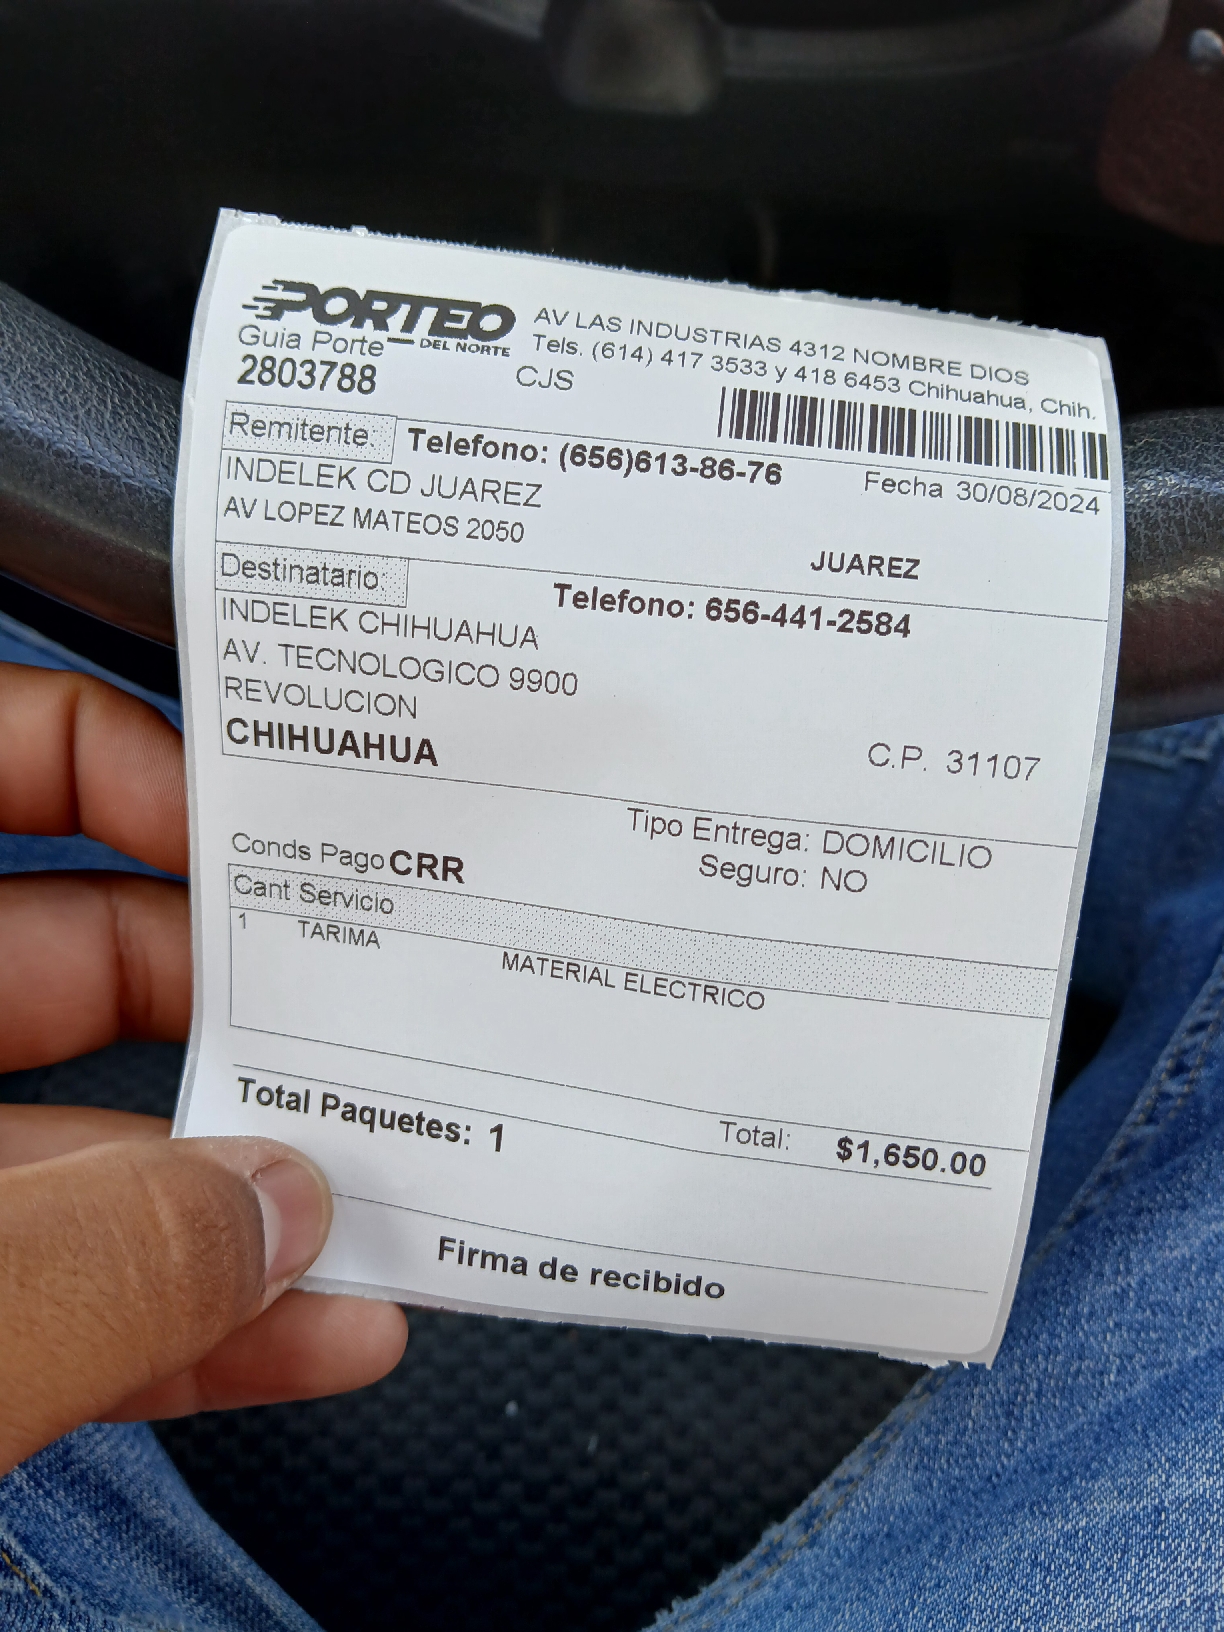 PORTEO
DEL NORTE
AV LAS INDUSTRIAS 4312 NOMBRE DIOS
Tels. (614) 417 3533 y 418 6453 Chihuahua, Chih.
Guia Porte
2803788
CJS
Remitente:
Telefono: (656)613-86-76
Fecha 30/08/2024
INDELEK CD JUAREZ
AV LOPEZ MATEOS 2050
JUAREZ
Destinatario:
Telefono: 656-441-2584
INDELEK CHIHUAHUA
AV. TECNOLOGICO 9900
REVOLUCION
CHIHUAHUA
C.P. 31107
Tipo Entrega: DOMICILIO
Conds Pago CRR
Seguro: NO
Cant Servicio
1 TARIMA
MATERIAL ELECTRICO
Total Paquetes: 1
Total: $1,650.00
Firma de recibido